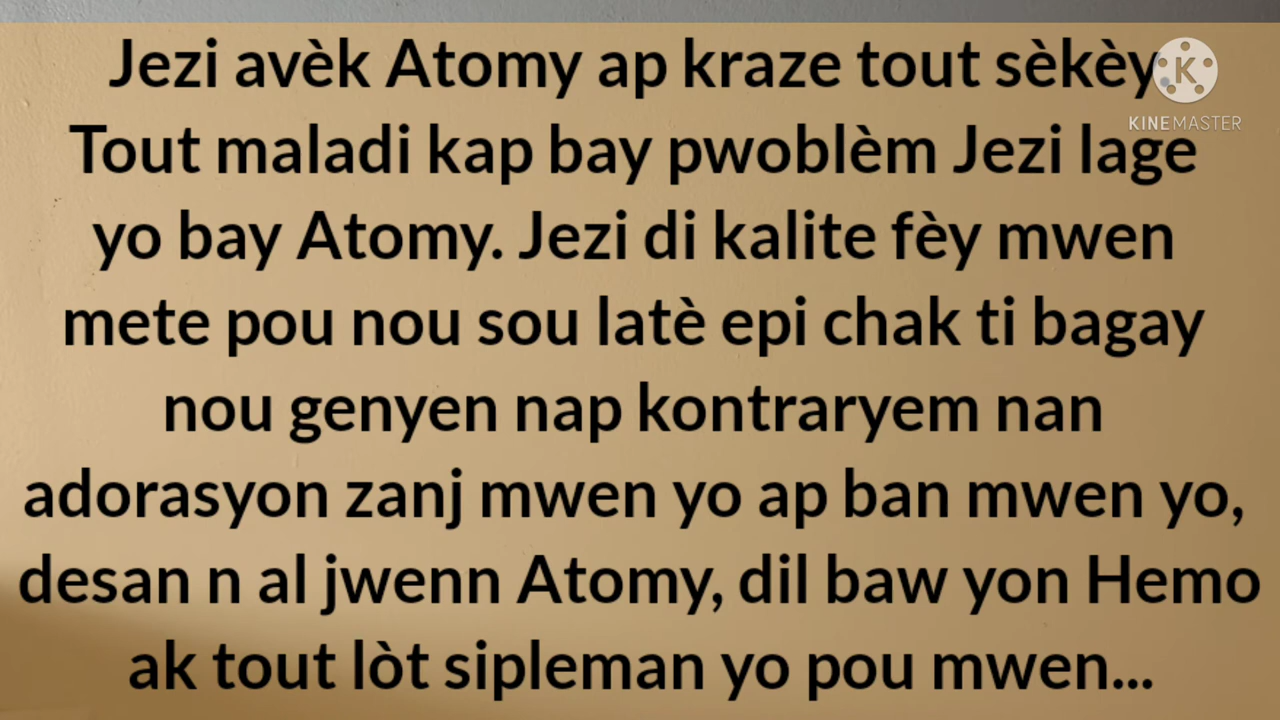 Jezi avèk Atomy ap kraze tout sèkèy.
Tout maladi kap bay pwoblèm Jezi lage
yo bay Atomy. Jezi di kalite fèy mwen
mete pou nou sou latè epi chak ti bagay
nou genyen nap kontraryem nan
adorasyon zanj mwen yo ap ban mwen yo,
desan n al jwenn Atomy, dil baw yon Hemo
ak tout lòt sipleman yo pou mwen...
K
KINEMASTER